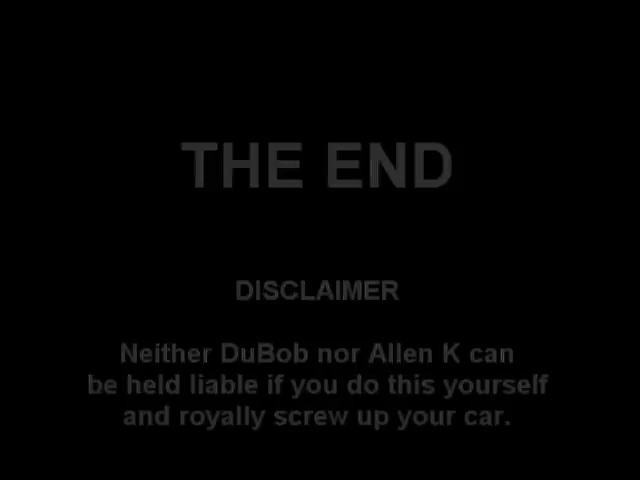 THE END
DISCLAIMER
Neither DuBob nor Allen K can
be held liable if you do this yourself
and royally screw up your car.